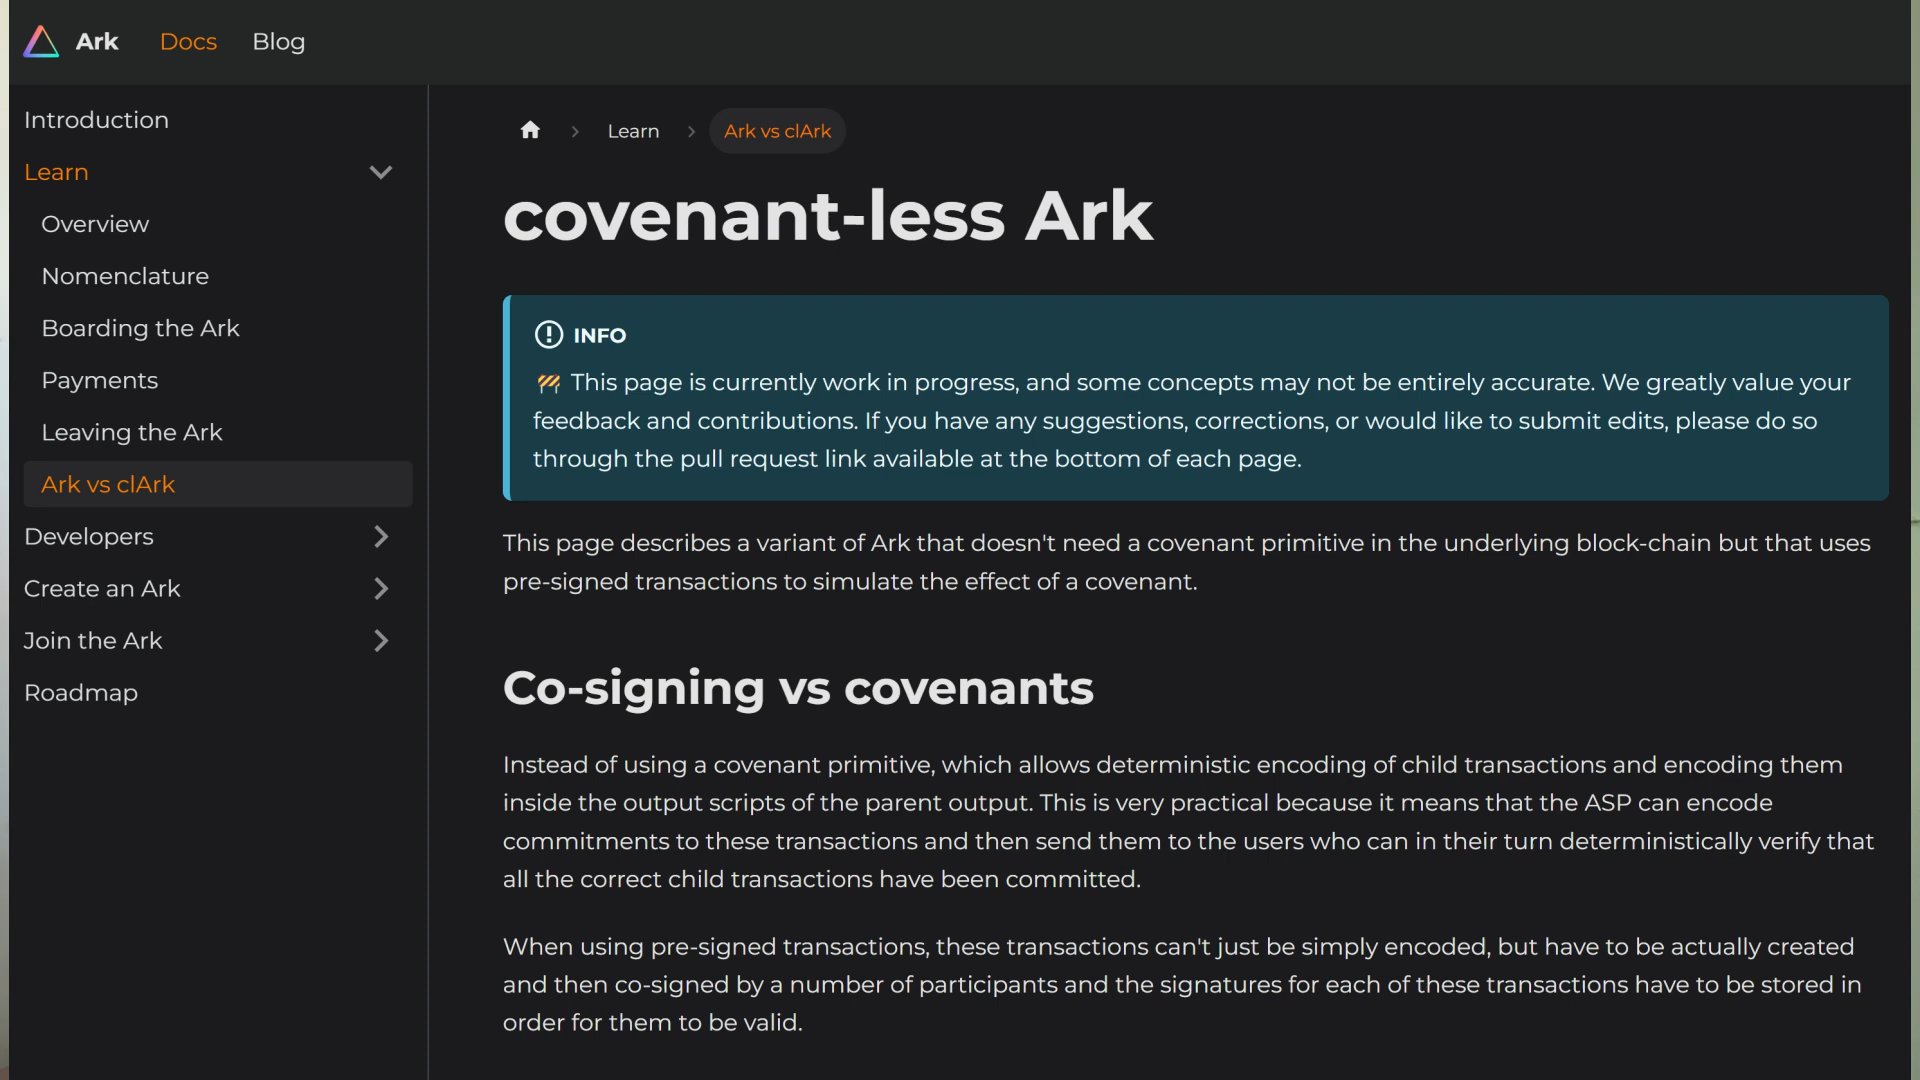 Ark
Docs
Blog
Introduction
Learn
Overview
Nomenclature
Boarding the Ark
Payments
Leaving the Ark
Ark vs clArk
Developers
Create an Ark
Join the Ark
Roadmap
Learn
Ark vs clArk
covenant-less Ark
INFO
🚧 This page is currently work in progress, and some concepts may not be entirely accurate. We greatly value your
feedback and contributions. If you have any suggestions, corrections, or would like to submit edits, please do so
through the pull request link available at the bottom of each page.
This page describes a variant of Ark that doesn't need a covenant primitive in the underlying block-chain but that uses
pre-signed transactions to simulate the effect of a covenant.
Co-signing vs covenants
Instead of using a covenant primitive, which allows deterministic encoding of child transactions and encoding them
inside the output scripts of the parent output. This is very practical because it means that the ASP can encode
commitments to these transactions and then send them to the users who can in their turn deterministically verify that
all the correct child transactions have been committed.
When using pre-signed transactions, these transactions can't just be simply encoded, but have to be actually created
and then co-signed by a number of participants and the signatures for each of these transactions have to be stored in
order for them to be valid.